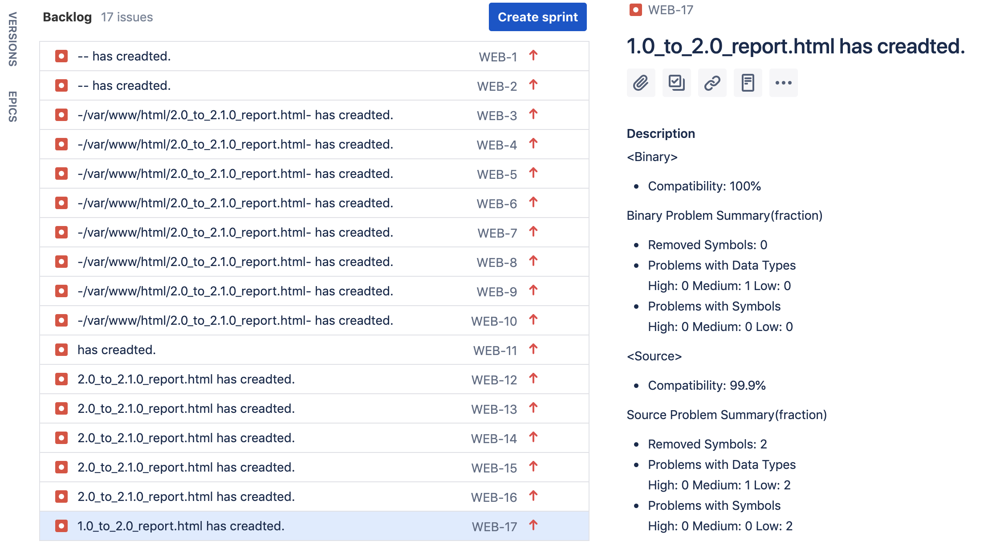 VERSIONS
EPICS
Backlog 17 issues
Create sprint
-- has creadted. WEB-1
-- has creadted. WEB-2
-/var/www/html/2.0_to_2.1.0_report.html- has creadted. WEB-3
-/var/www/html/2.0_to_2.1.0_report.html- has creadted. WEB-4
-/var/www/html/2.0_to_2.1.0_report.html- has creadted. WEB-5
-/var/www/html/2.0_to_2.1.0_report.html- has creadted. WEB-6
-/var/www/html/2.0_to_2.1.0_report.html- has creadted. WEB-7
-/var/www/html/2.0_to_2.1.0_report.html- has creadted. WEB-8
-/var/www/html/2.0_to_2.1.0_report.html- has creadted. WEB-9
-/var/www/html/2.0_to_2.1.0_report.html- has creadted. WEB-10
has creadted. WEB-11
2.0_to_2.1.0_report.html has creadted. WEB-12
2.0_to_2.1.0_report.html has creadted. WEB-13
2.0_to_2.1.0_report.html has creadted. WEB-14
2.0_to_2.1.0_report.html has creadted. WEB-15
2.0_to_2.1.0_report.html has creadted. WEB-16
1.0_to_2.0_report.html has creadted. WEB-17
WEB-17
1.0_to_2.0_report.html has creadted.
Description
<Binary>
• Compatibility: 100%
Binary Problem Summary(fraction)
• Removed Symbols: 0
• Problems with Data Types
High: 0 Medium: 1 Low: 0
• Problems with Symbols
High: 0 Medium: 0 Low: 0
<Source>
• Compatibility: 99.9%
Source Problem Summary(fraction)
• Removed Symbols: 2
• Problems with Data Types
High: 0 Medium: 1 Low: 2
• Problems with Symbols
High: 0 Medium: 0 Low: 2